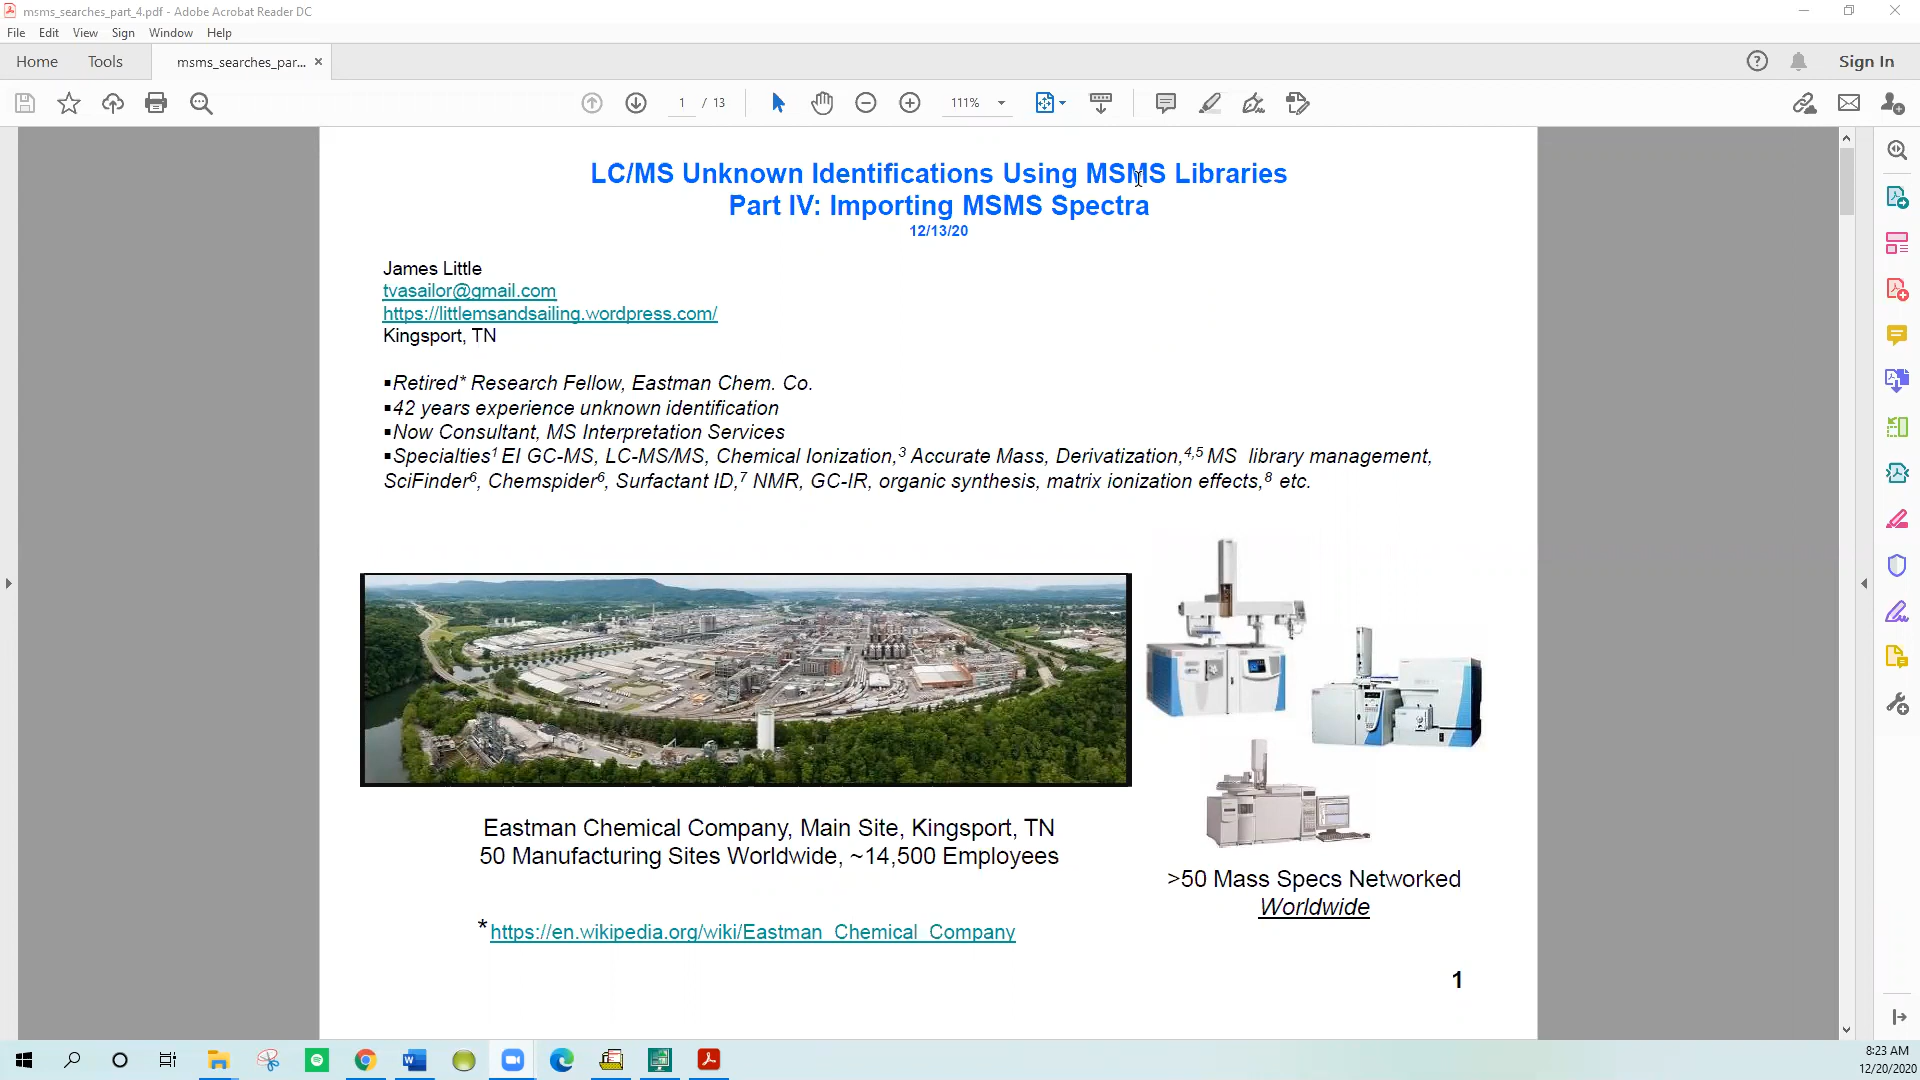 msms_searches_part_4.pdf - Adobe Acrobat Reader DC
File Edit View Sign Window Help
Home Tools msms_searches_par... × Sign In
1 / 13 111%
LC/MS Unknown Identifications Using MSMS Libraries
Part IV: Importing MSMS Spectra
12/13/20
James Little
tvasailor@gmail.com
https://littlemsandsailing.wordpress.com/
Kingsport, TN
▪Retired* Research Fellow, Eastman Chem. Co.
▪42 years experience unknown identification
▪Now Consultant, MS Interpretation Services
▪Specialties¹ EI GC-MS, LC-MS/MS, Chemical Ionization,³ Accurate Mass, Derivatization,⁴,⁵ MS library management,
SciFinder⁶, Chemspider⁶, Surfactant ID,⁷ NMR, GC-IR, organic synthesis, matrix ionization effects,⁸ etc.
Eastman Chemical Company, Main Site, Kingsport, TN
50 Manufacturing Sites Worldwide, ~14,500 Employees
>50 Mass Specs Networked
Worldwide
*https://en.wikipedia.org/wiki/Eastman_Chemical_Company
1
8:23 AM
12/20/2020